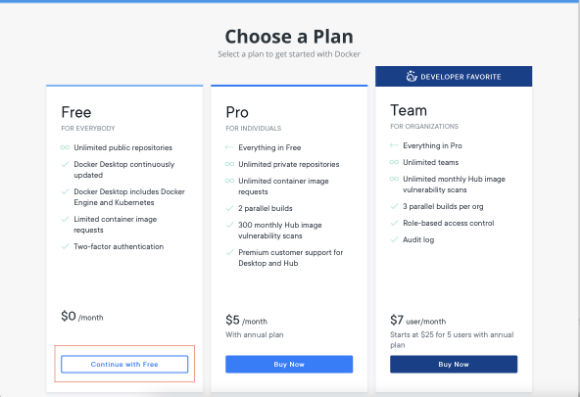 Choose a Plan
Select a plan to get started with Docker
DEVELOPER FAVORITE
Free
FOR EVERYBODY
Unlimited public repositories
Docker Desktop continuously
updated
Docker Desktop includes Docker
Engine and Kubernetes
Limited container image
requests
Two-factor authentication
$0 /month
Continue with Free
Pro
FOR INDIVIDUALS
Everything in Free
Unlimited private repositories
Unlimited container image
requests
2 parallel builds
300 monthly Hub image
vulnerability scans
Premium customer support for
Desktop and Hub
$5 /month
With annual plan
Buy Now
Team
FOR ORGANIZATIONS
Everything in Pro
Unlimited teams
Unlimited monthly Hub image
vulnerability scans
3 parallel builds per org
Role-based access control
Audit log
$7 user/month
Starts at $25 for 5 users with annual
plan
Buy Now